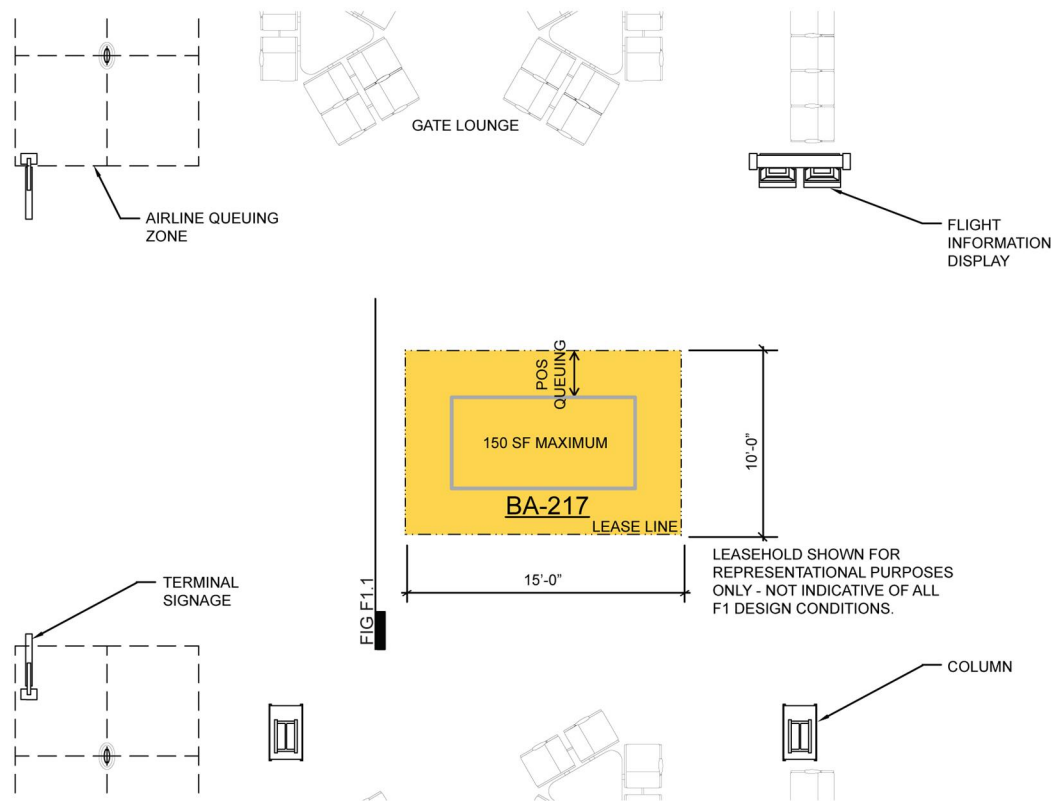 GATE LOUNGE
AIRLINE QUEUING
ZONE
FLIGHT
INFORMATION
DISPLAY
POS
QUEUING
150 SF MAXIMUM
BA-217
LEASE LINE
10'-0"
15'-0"
LEASEHOLD SHOWN FOR
REPRESENTATIONAL PURPOSES
ONLY - NOT INDICATIVE OF ALL
F1 DESIGN CONDITIONS.
FIG F1.1
TERMINAL
SIGNAGE
COLUMN